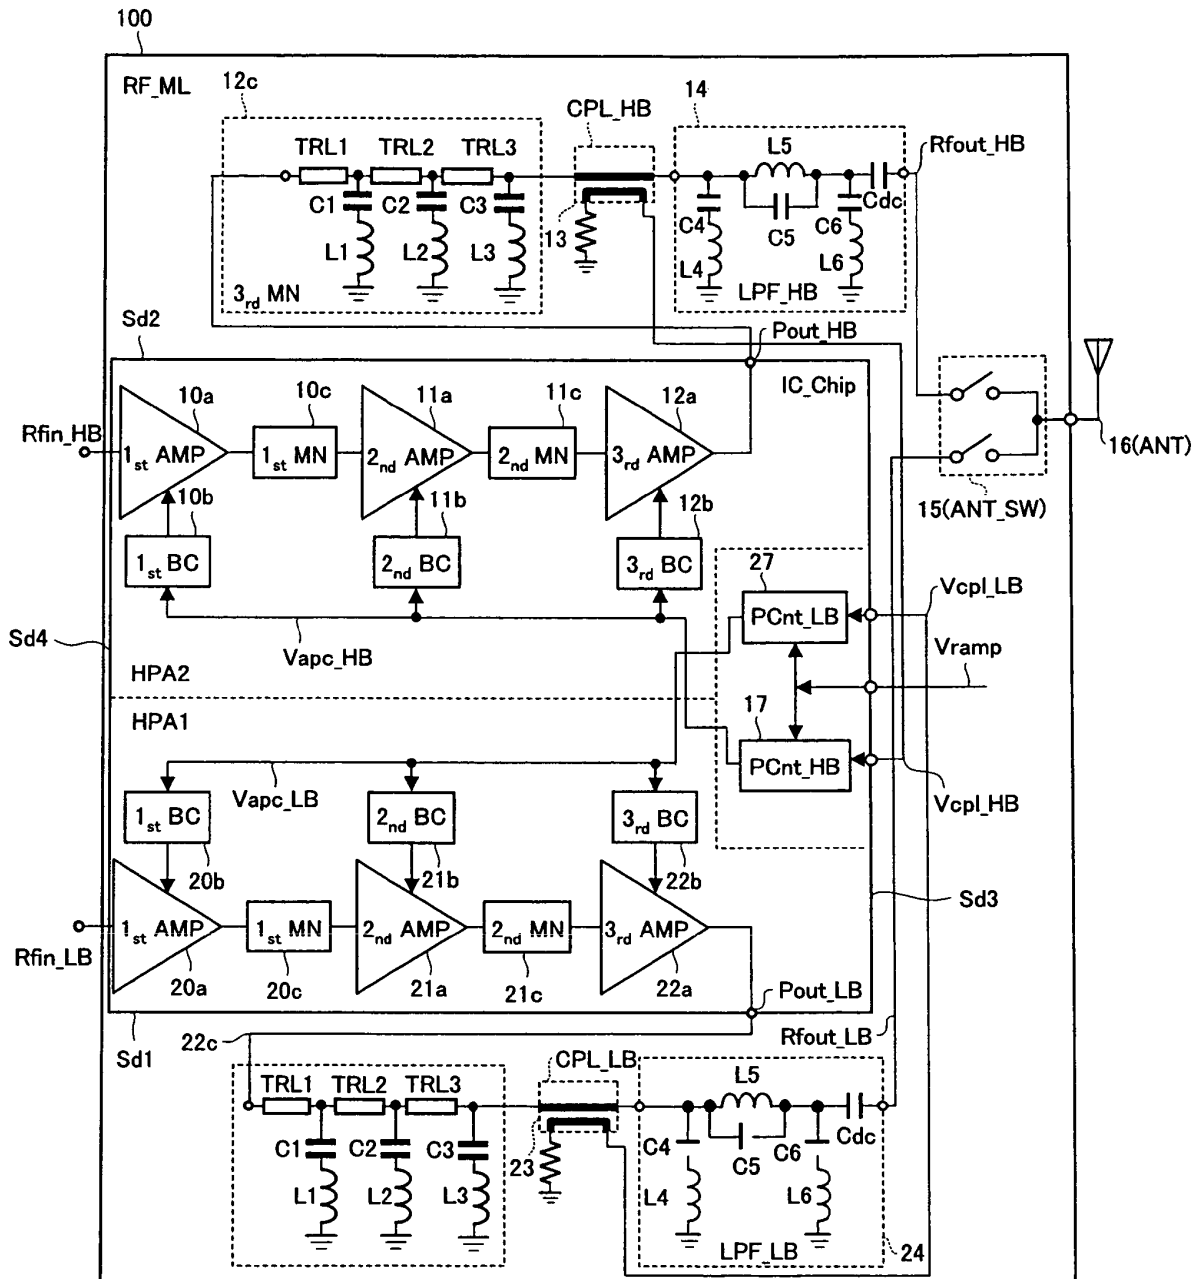 100
RF_ML
12c
CPL_HB
14
TRL1 TRL2 TRL3
L5
Rfout_HB
C1 C2 C3
13
C4 C5 C6 Cdc
L1 L2 L3
L4 L6
3rd MN
LPF_HB
Sd2
Pout_HB
IC_Chip
10a 10c 11a 11c 12a
Rfin_HB
1st AMP
1st MN
2nd AMP
2nd MN
3rd AMP
16(ANT)
15(ANT_SW)
10b 11b 12b
1st BC
2nd BC
3rd BC
27
PCnt_LB
Vcpl_LB
Sd4
Vapc_HB
Vramp
HPA2
HPA1
17
PCnt_HB
Vapc_LB
Vcpl_HB
1st BC
2nd BC
3rd BC
20b 21b 22b
Sd3
1st AMP
1st MN
2nd AMP
2nd MN
3rd AMP
Rfin_LB
20a 20c 21a 21c 22a
Pout_LB
Sd1
22c
Rfout_LB
CPL_LB
TRL1 TRL2 TRL3
L5
C1 C2 C3
23
C4 C5 C6 Cdc
L1 L2 L3
L4 L6
LPF_LB
24